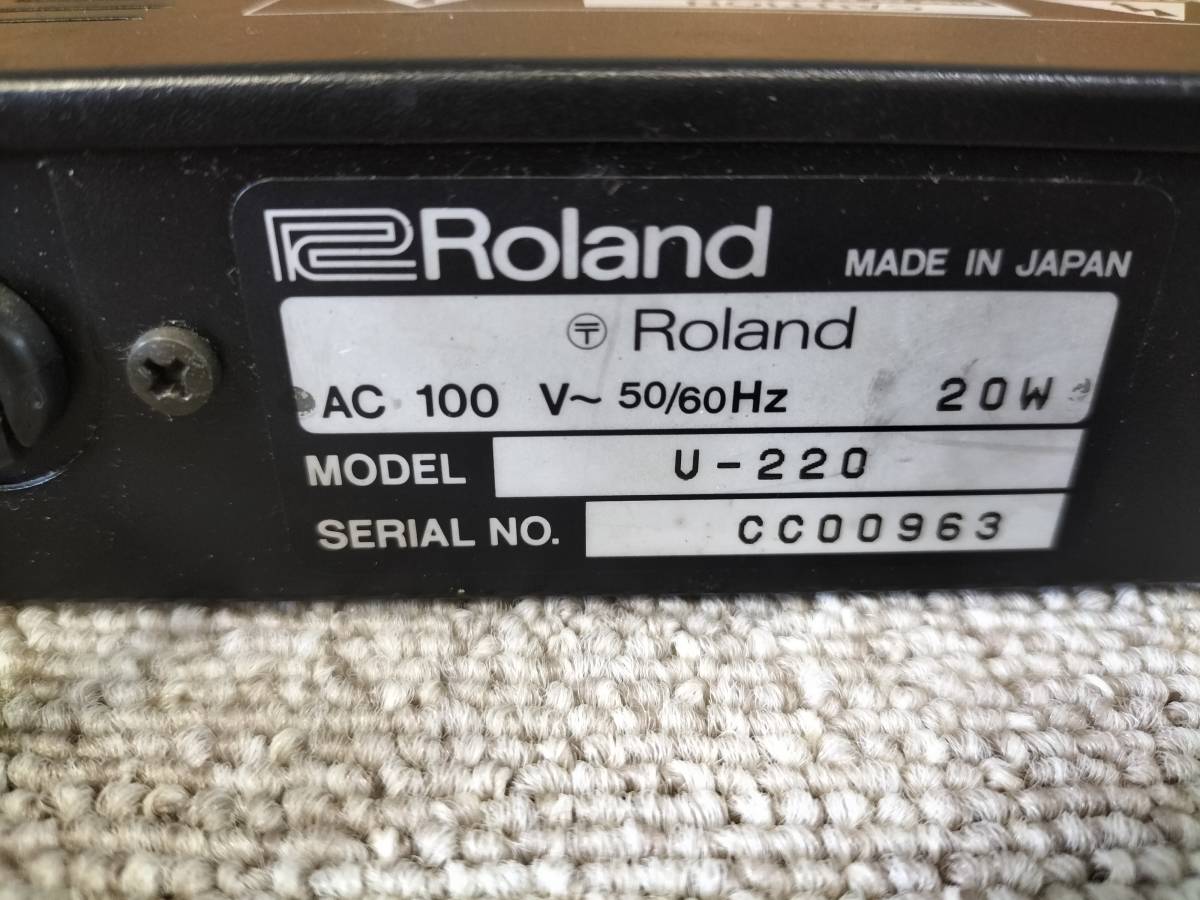 Roland MADE IN JAPAN
〒 Roland
AC 100 V~ 50/60Hz 20W
MODEL U-220
SERIAL NO. CC00963